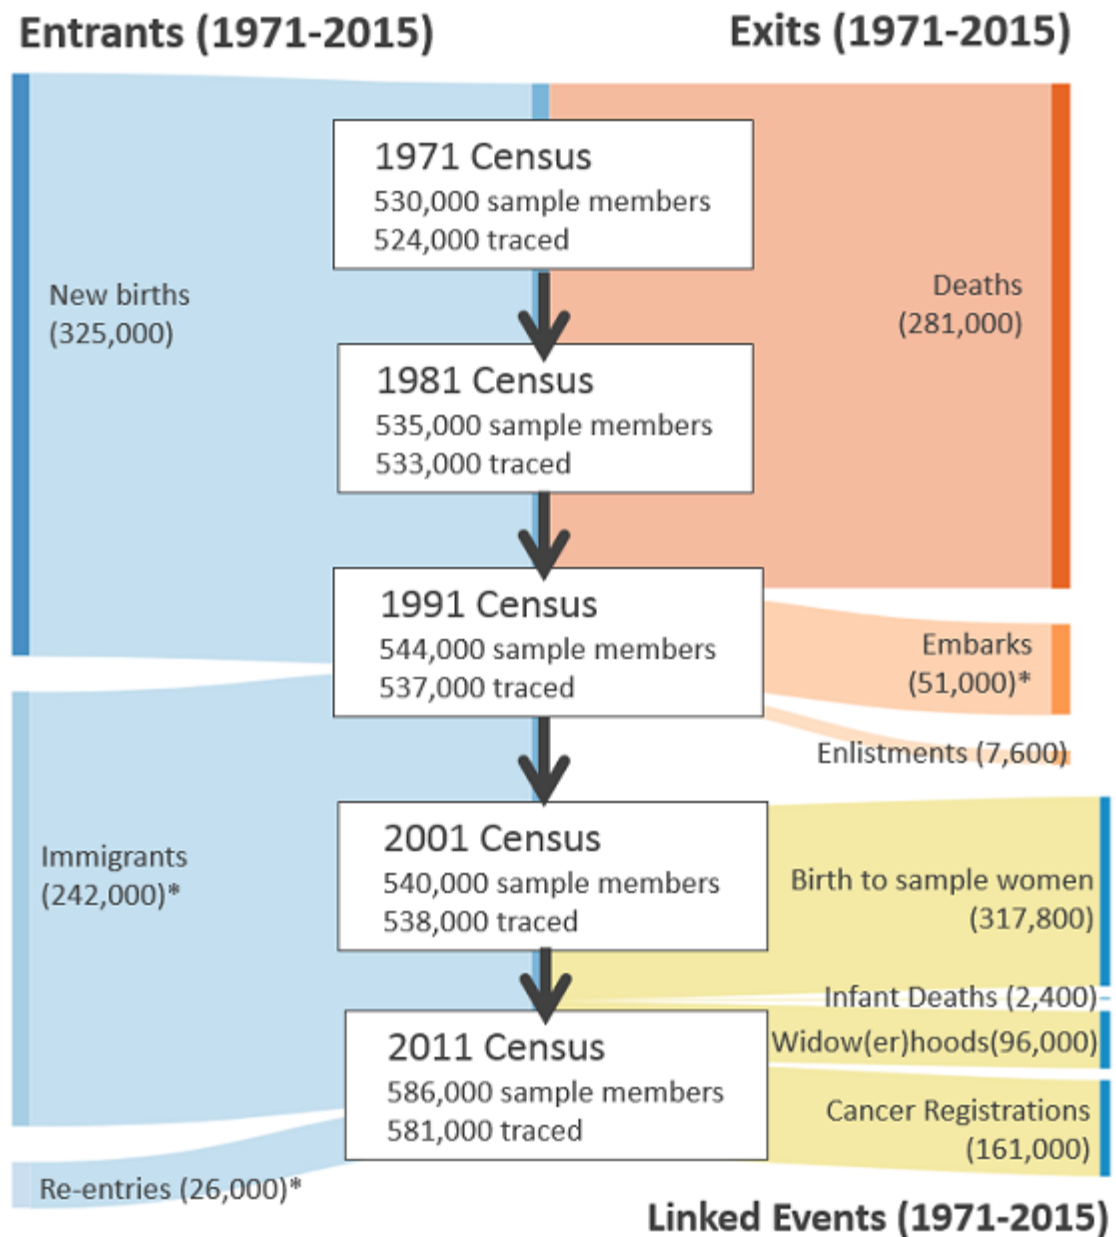 Entrants (1971-2015)
Exits (1971-2015)
1971 Census
530,000 sample members
524,000 traced
New births
(325,000)
Deaths
(281,000)
1981 Census
535,000 sample members
533,000 traced
1991 Census
544,000 sample members
537,000 traced
Embarks
(51,000)*
Enlistments (7,600)
2001 Census
540,000 sample members
538,000 traced
Immigrants
(242,000)*
Birth to sample women
(317,800)
Infant Deaths (2,400)
Widow(er)hoods(96,000)
2011 Census
586,000 sample members
581,000 traced
Cancer Registrations
(161,000)
Re-entries (26,000)*
Linked Events (1971-2015)